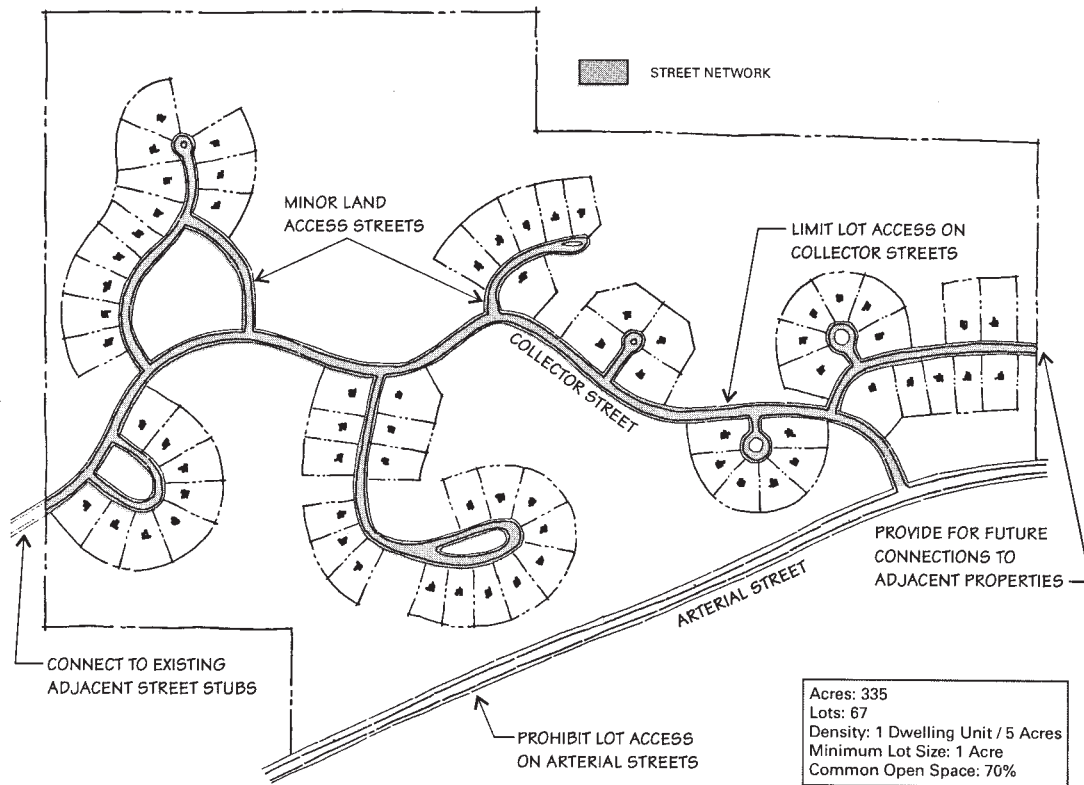 STREET NETWORK
MINOR LAND
ACCESS STREETS
LIMIT LOT ACCESS ON
COLLECTOR STREETS
COLLECTOR STREET
PROVIDE FOR FUTURE
CONNECTIONS TO
ADJACENT PROPERTIES
ARTERIAL STREET
CONNECT TO EXISTING
ADJACENT STREET STUBS
PROHIBIT LOT ACCESS
ON ARTERIAL STREETS
Acres: 335
Lots: 67
Density: 1 Dwelling Unit / 5 Acres
Minimum Lot Size: 1 Acre
Common Open Space: 70%